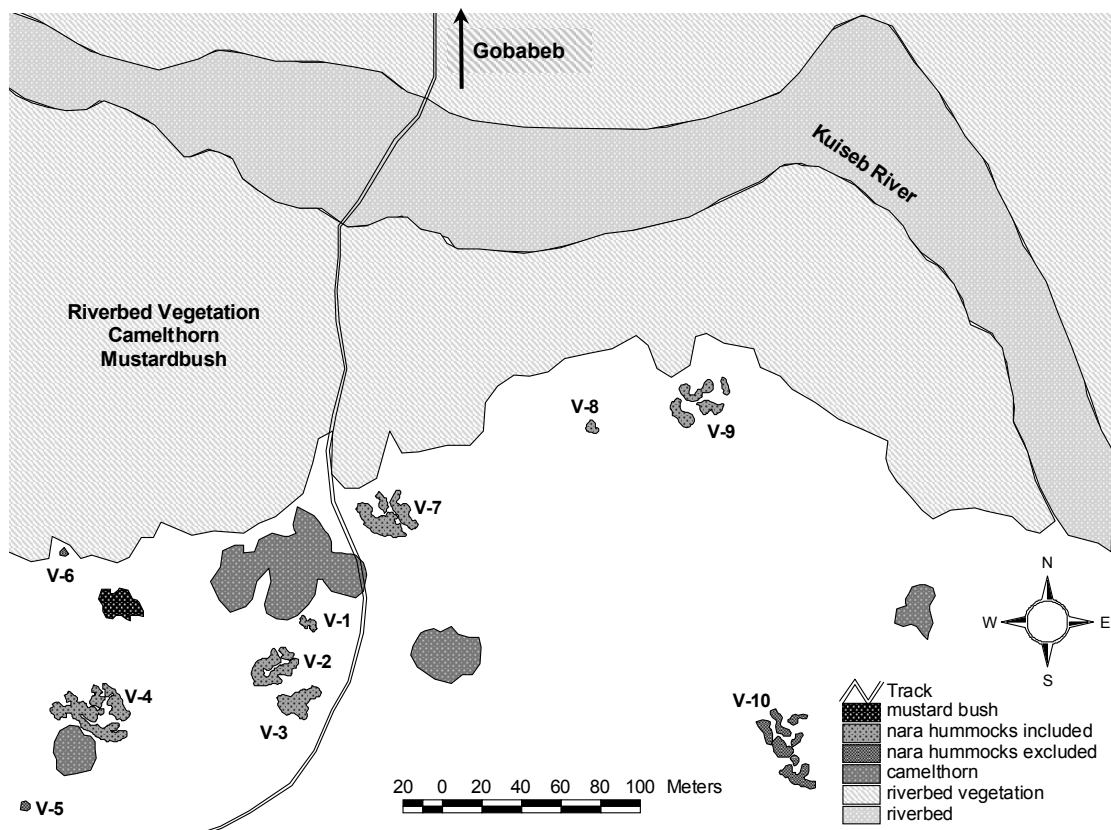 Gobabeb
Kuiseb River
Riverbed Vegetation
Camelthorn
Mustardbush
V-8
V-9
V-7
V-6
V-1
V-2
V-4
V-3
V-10
V-5
N
W
E
S
Track
mustard bush
nara hummocks included
nara hummocks excluded
camelthorn
riverbed vegetation
riverbed
20 0 20 40 60 80 100 Meters